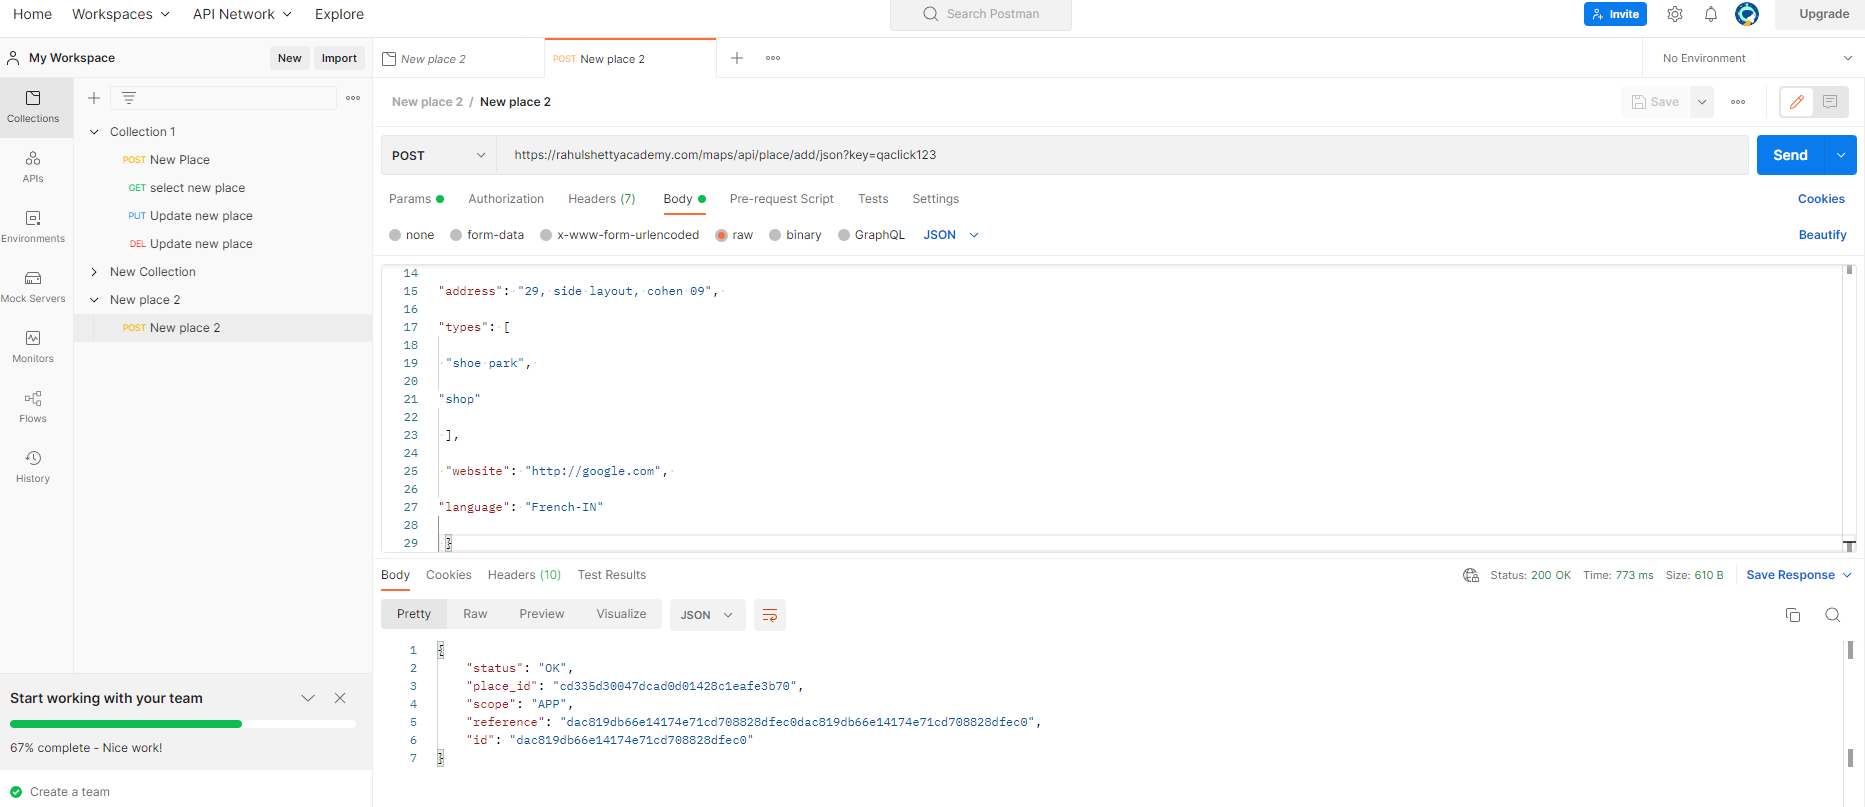 Home Workspaces API Network Explore Search Postman Invite Upgrade
My Workspace New Import New place 2 POST New place 2 No Environment
Collections
APIs
Environments
Mock Servers
Monitors
Flows
History
Collection 1
POST New Place
GET select new place
PUT Update new place
DEL Update new place
New Collection
New place 2
POST New place 2
Start working with your team
67% complete - Nice work!
Create a team
New place 2 / New place 2 Save
POST https://rahulshettyacademy.com/maps/api/place/add/json?key=qaclick123 Send
Params Authorization Headers (7) Body Pre-request Script Tests Settings Cookies
none form-data x-www-form-urlencoded raw binary GraphQL JSON Beautify
14
15 "address": "29, side layout, cohen 09",
16
17 "types": [
18
19 "shoe park",
20
21 "shop"
22
23 ],
24
25 "website": "http://google.com",
26
27 "language": "French-IN"
28
29 }
Body Cookies Headers (10) Test Results Status: 200 OK Time: 773 ms Size: 610 B Save Response
Pretty Raw Preview Visualize JSON
1 {
2 "status": "OK",
3 "place_id": "cd335d30047dcad0d01428c1eafe3b70",
4 "scope": "APP",
5 "reference": "dac819db66e14174e71cd708828dfec0dac819db66e14174e71cd708828dfec0",
6 "id": "dac819db66e14174e71cd708828dfec0"
7 }